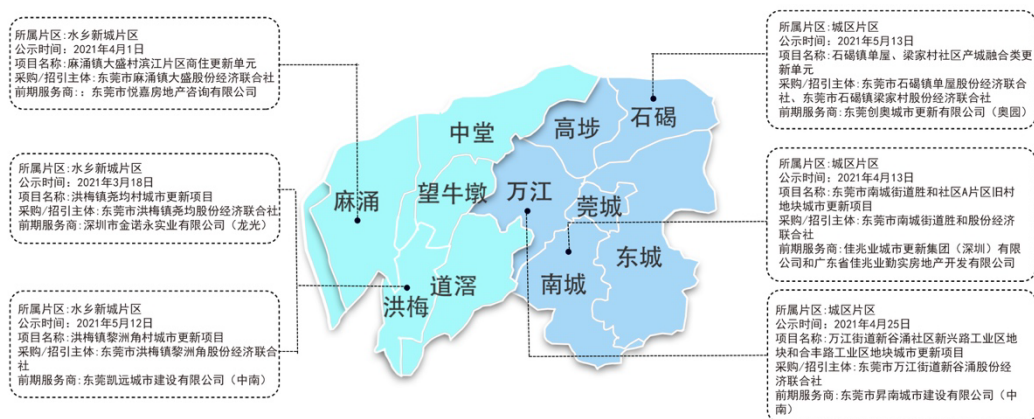 所属片区:水乡新城片区
公示时间：2021年4月1日
项目名称:麻涌镇大盛村滨江片区商住更新单元
采购/招引主体:东莞市麻涌镇大盛股份经济联合社
前期服务商：: 东莞市悦嘉房地产咨询有限公司
所属片区:水乡新城片区
公示时间：2021年3月18日
项目名称：洪梅镇尧均村城市更新项目
采购/招引主体:东莞市洪梅镇尧均股份经济联合社
前期服务商:深圳市金诺永实业有限公司（龙光）
所属片区:水乡新城片区
公示时间：2021年5月12日
项目名称：洪梅镇黎洲角村城市更新项目
采购/招引主体:东莞市洪梅镇黎洲角股份经济联合
社
前期服务商:东莞凯远城市建设有限公司（中南）
中堂
高埗
石碣
望牛墩
万江
莞城
麻涌
东城
道滘
南城
洪梅
所属片区:城区片区
公示时间：2021年5月13日
项目名称：石碣镇单屋、梁家村社区产城融合类更
新单元
采购/招引主体:东莞市石碣镇单屋股份经济联合
社、东莞市石碣镇梁家村股份经济联合社
前期服务商:东莞创奥城市更新有限公司（奥园）
所属片区:城区片区
公示时间：2021年4月13日
项目名称：东莞市南城街道胜和社区A片区旧村
地块城市更新项目
采购/招引主体:东莞市南城街道胜和股份经济
联合社
前期服务商:佳兆业城市更新集团（深圳）有限
公司和广东省佳兆业勤实房地产开发有限公司
所属片区:城区片区
公示时间：2021年4月25日
项目名称：万江街道新谷涌社区新兴路工业区地
块和合丰路工业区地块城市更新项目
采购/招引主体:东莞市万江街道新谷涌股份经
济联合社
前期服务商:东莞市昇南城市建设有限公司（中
南）